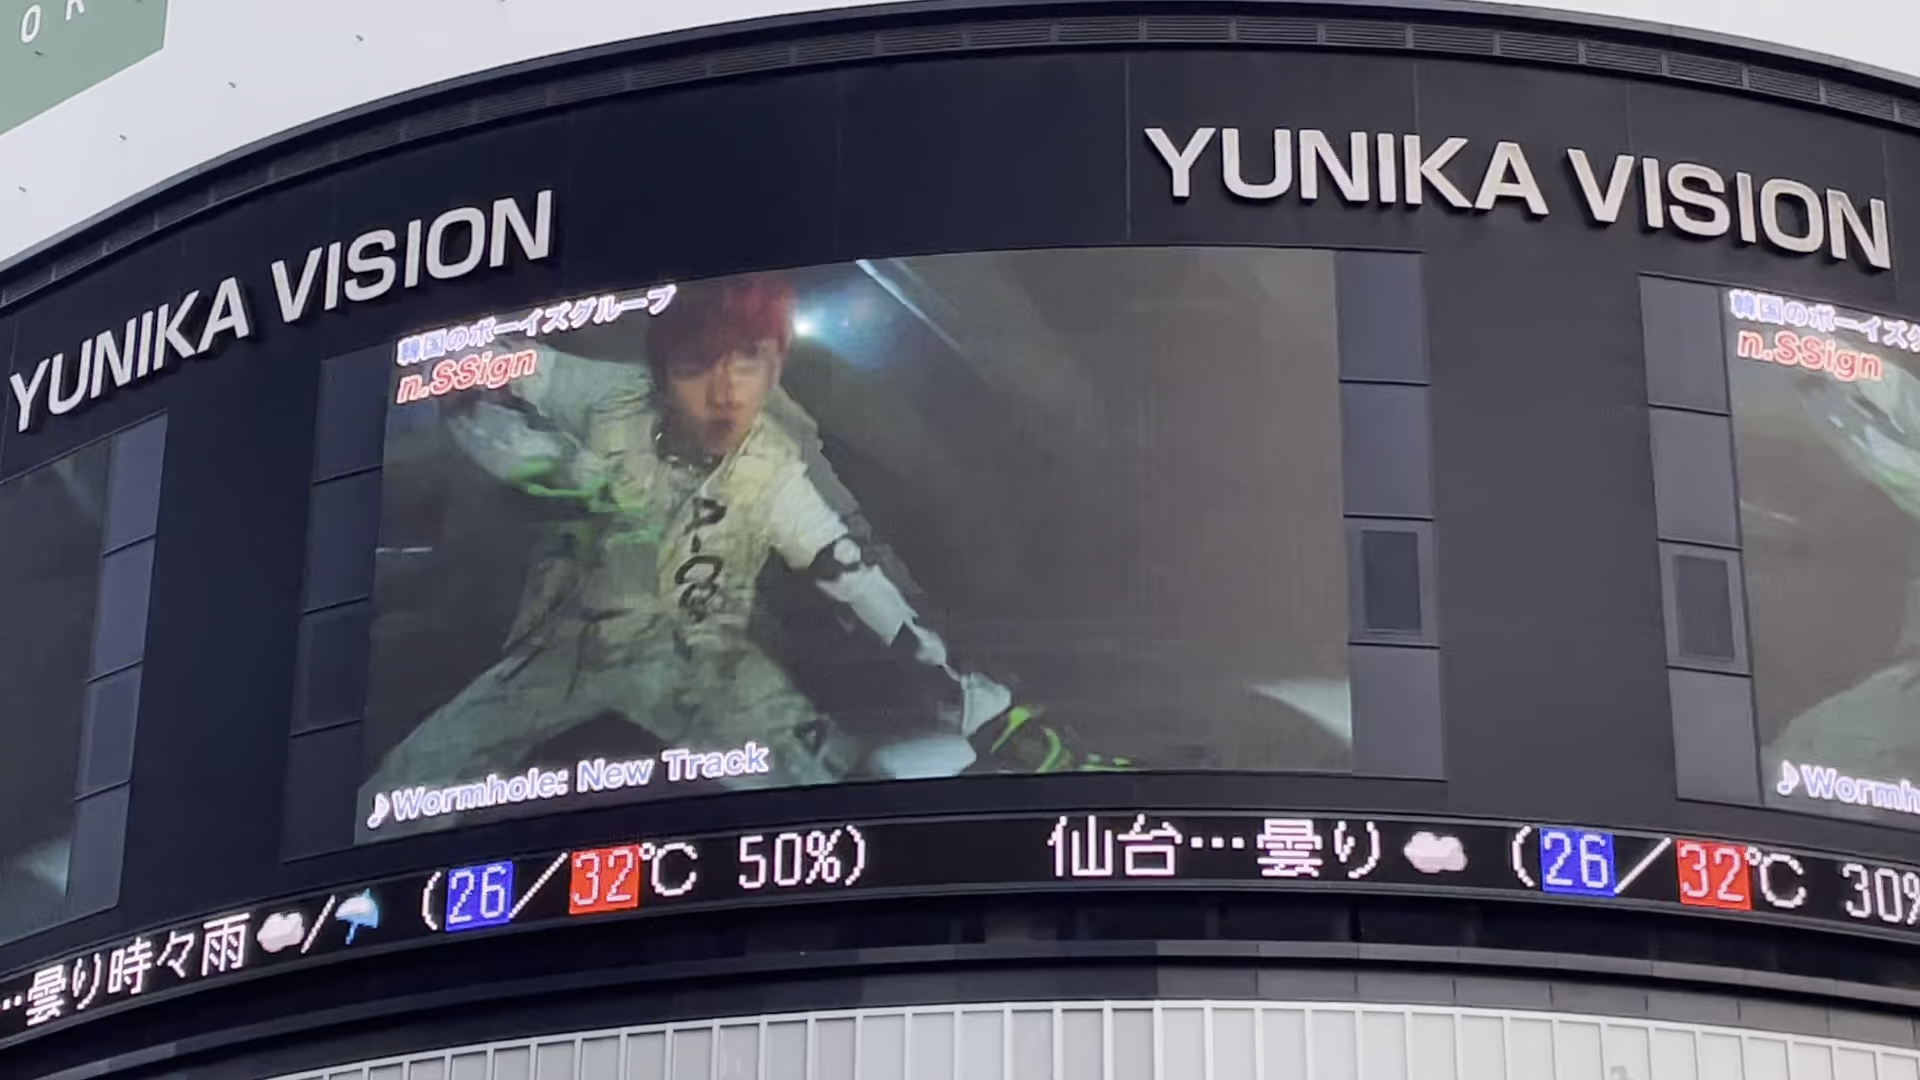 YUNIKA VISION
YUNIKA VISION
韓国のボーイズグループ
n.SSign
♪Wormhole: New Track
韓国のボーイズ
n.SSign
♪Worm
…曇り時々雨 (26/32℃ 50%) 仙台…曇り (26/32℃ 30%